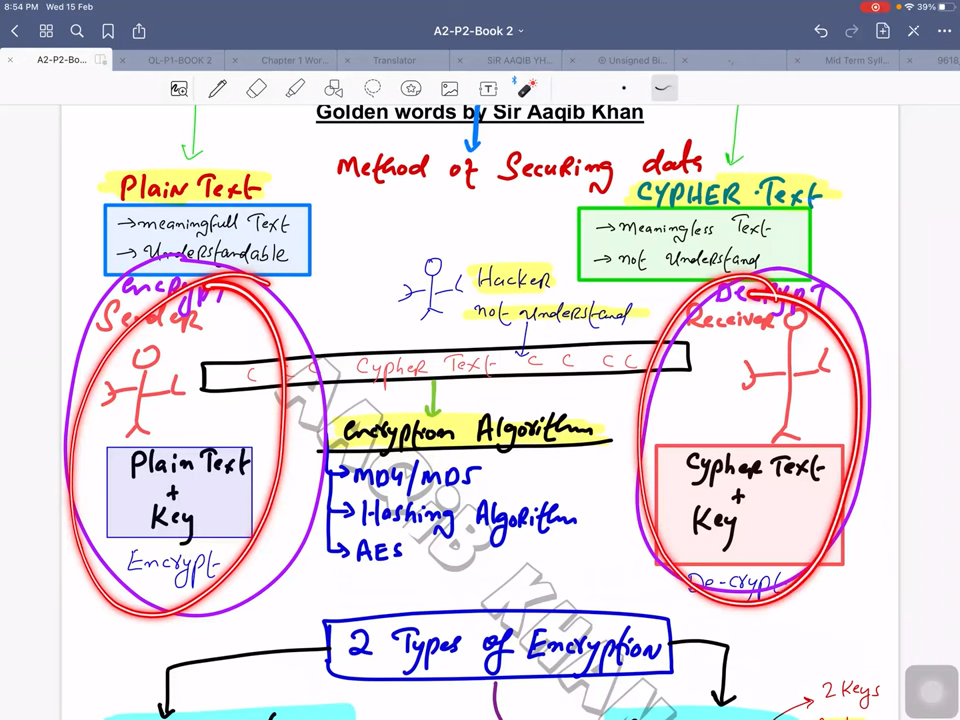 8:54 PM Wed 15 Feb
39%
A2-P2-Book 2
A2-P2-Bo...
OL-P1-BOOK 2
Chapter 1 Wor...
Translator
SIR AAQIB YH...
Unsigned Bi...
Mid Term Syll...
9618
Golden words by Sir Aaqib Khan
Method of Securing data
Plain Text
CYPHER Text
→ meaningfull Text
→ Understandable
→ Meaningless Text
→ not Understand
Hacker
not understand
encrypt
Sender
Decrypt
Receiver
C C C Cypher Text C C C C
encryption Algorithm
→ MD4/MD5
→ Hashing Algorithm
→ AES
Plain Text
+
Key
Encrypt
Cypher Text
+
Key
De-crypt
AAQIB KHAN
2 Types of Encryption
2 Keys